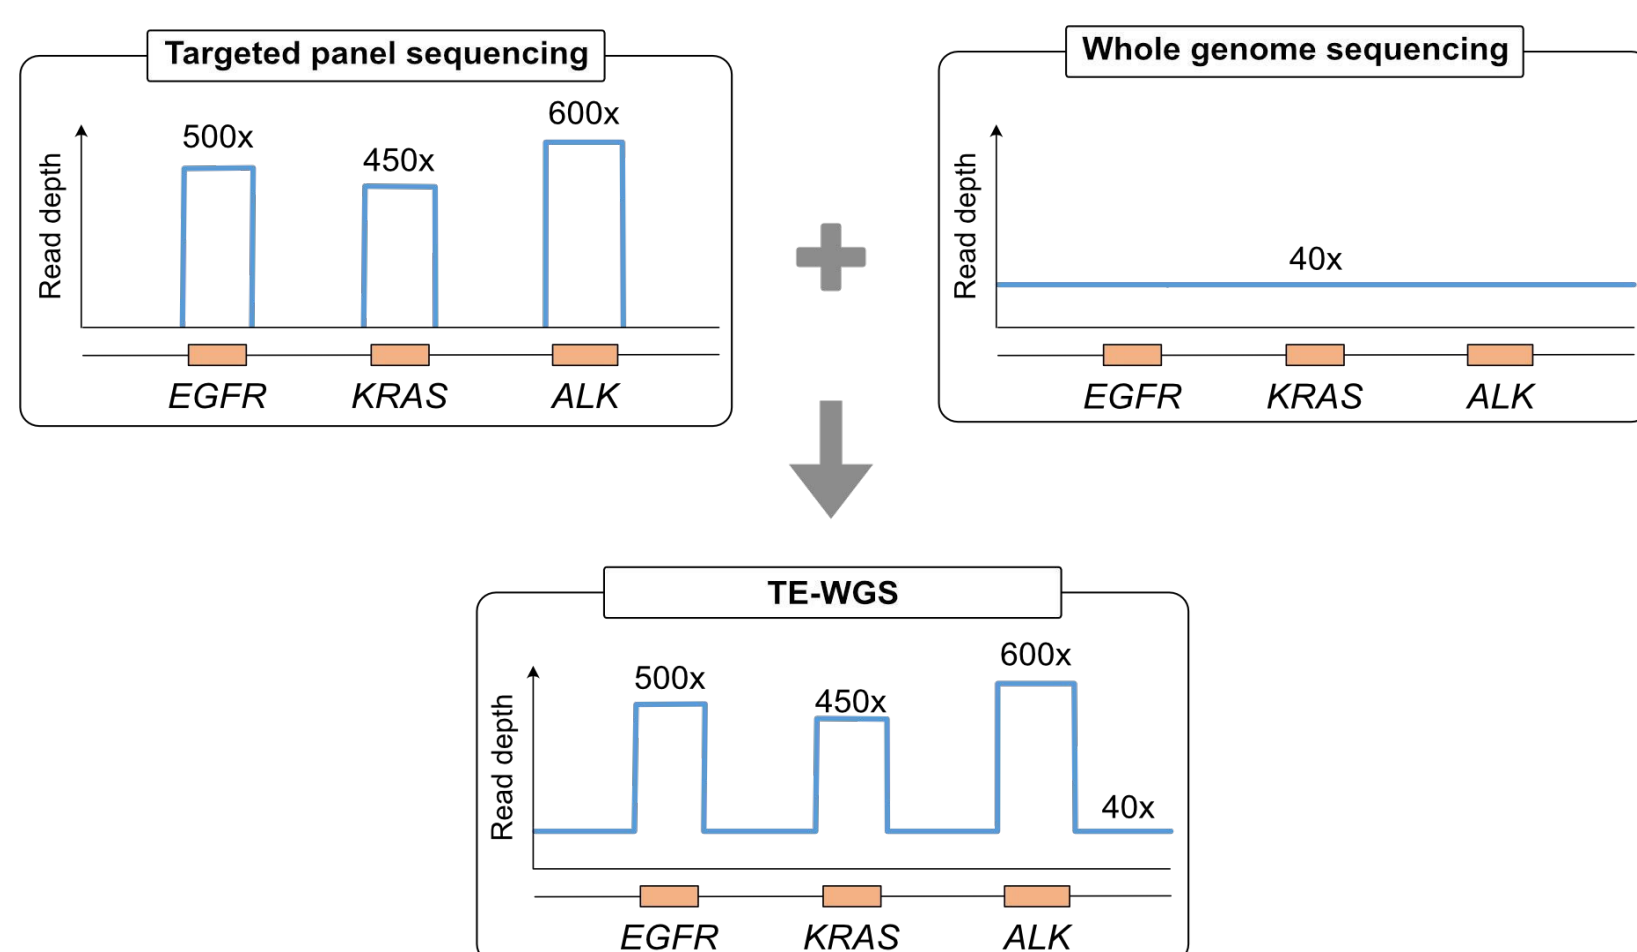 Targeted panel sequencing
500x
450x
600x
Read depth
EGFR
KRAS
ALK
Whole genome sequencing
40x
Read depth
EGFR
KRAS
ALK
TE-WGS
500x
450x
600x
40x
Read depth
EGFR
KRAS
ALK